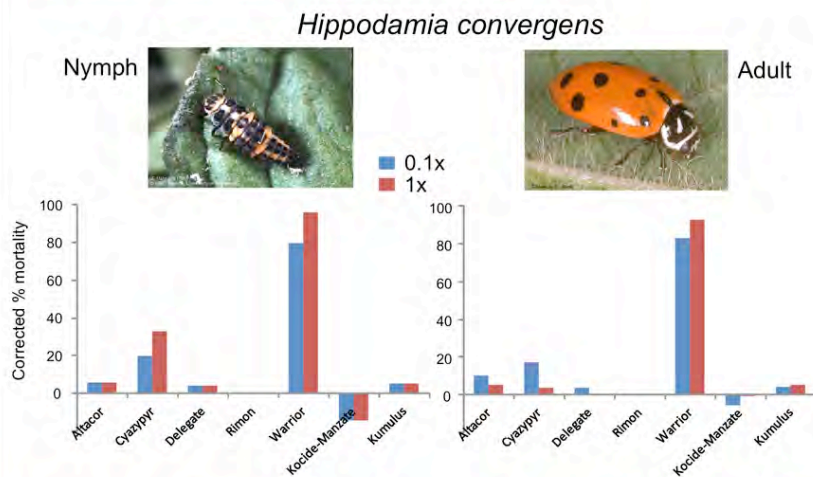 Hippodamia convergens
Nymph
Adult
0.1x
1x
Corrected % mortality
100
80
60
40
20
0
Altacor
Cyazypyr
Delegate
Rimon
Warrior
Kocide-Manzate
Kumulus
100
80
60
40
20
0
Altacor
Cyazypyr
Delegate
Rimon
Warrior
Kocide-Manzate
Kumulus